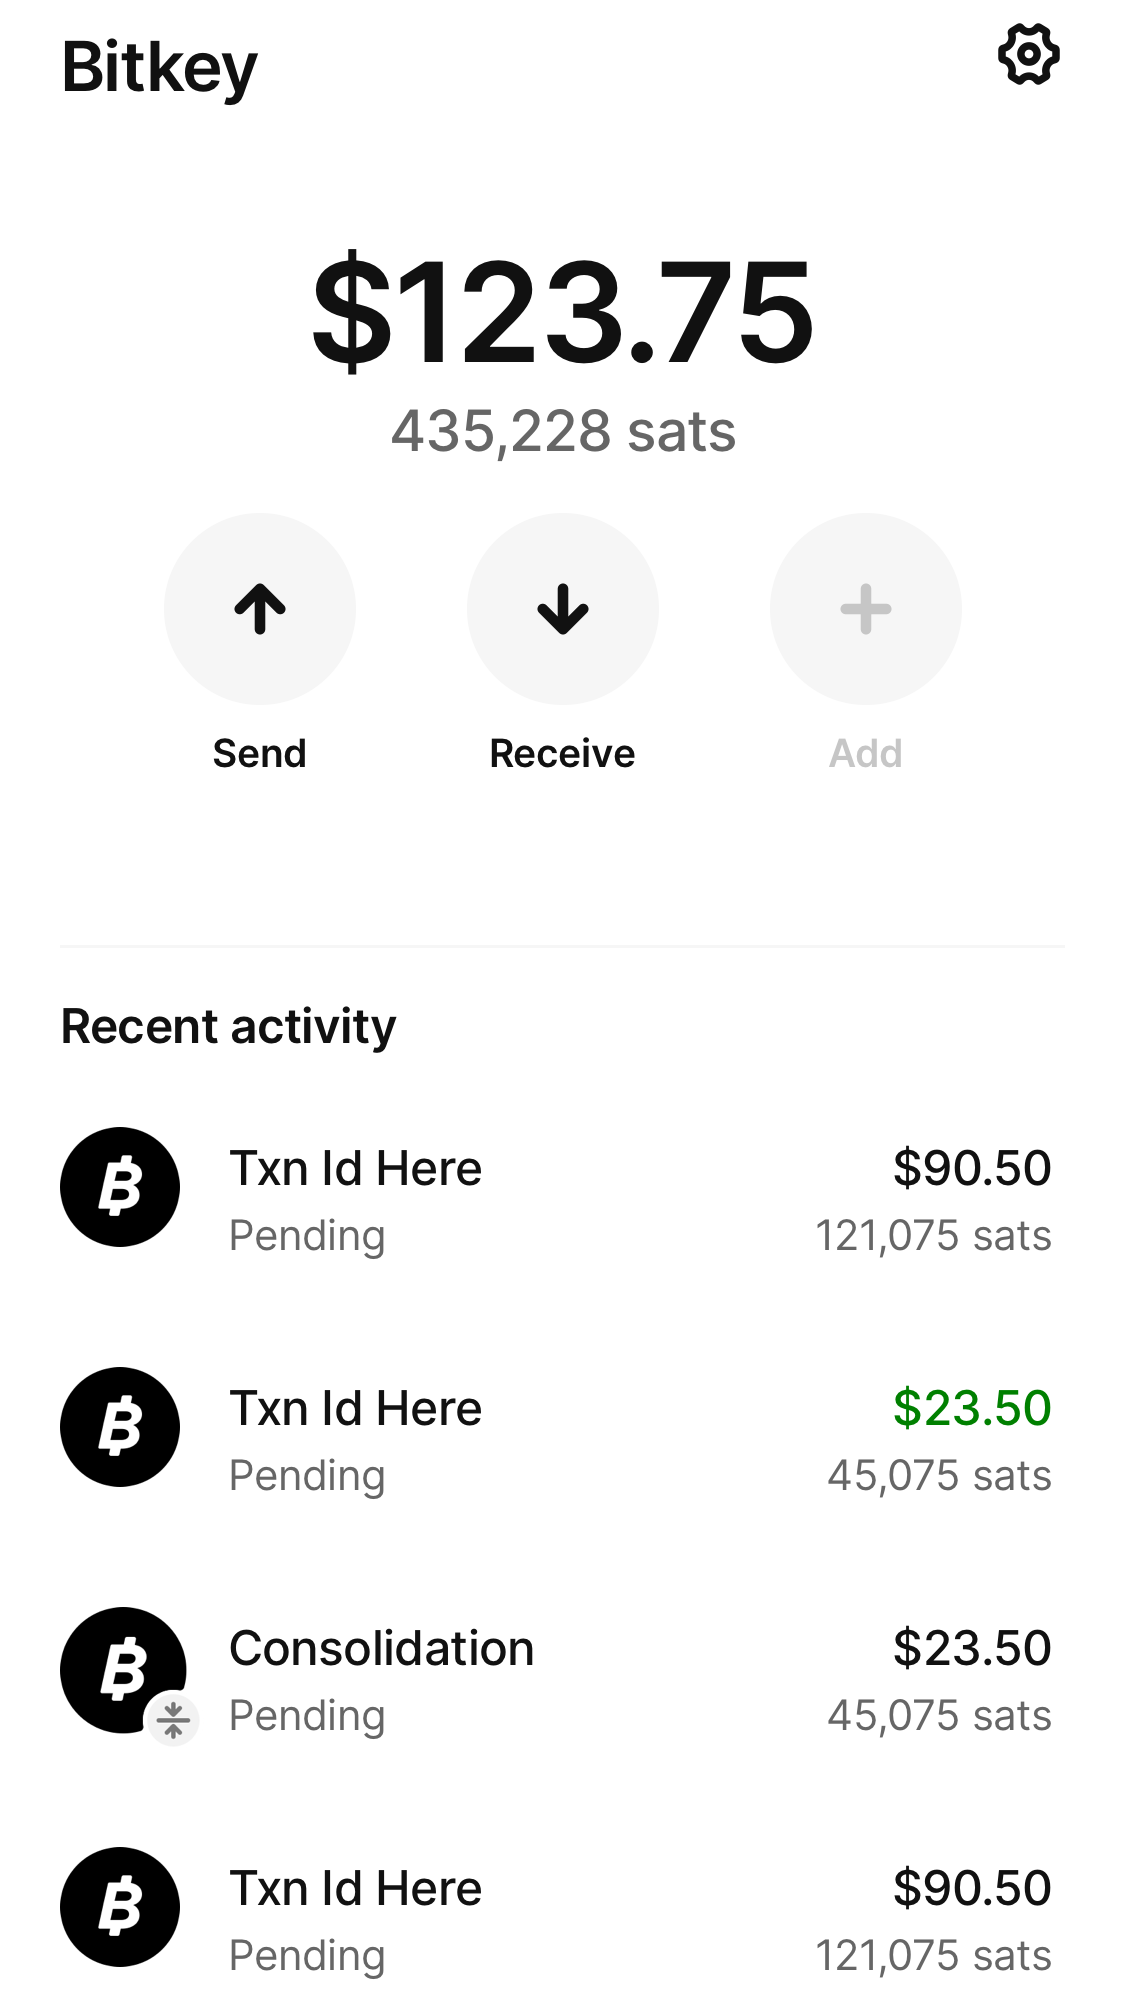 Bitkey
$123.75
435,228 sats
Send Receive Add
Recent activity
Txn Id Here $90.50
Pending 121,075 sats
Txn Id Here $23.50
Pending 45,075 sats
Consolidation $23.50
Pending 45,075 sats
Txn Id Here $90.50
Pending 121,075 sats